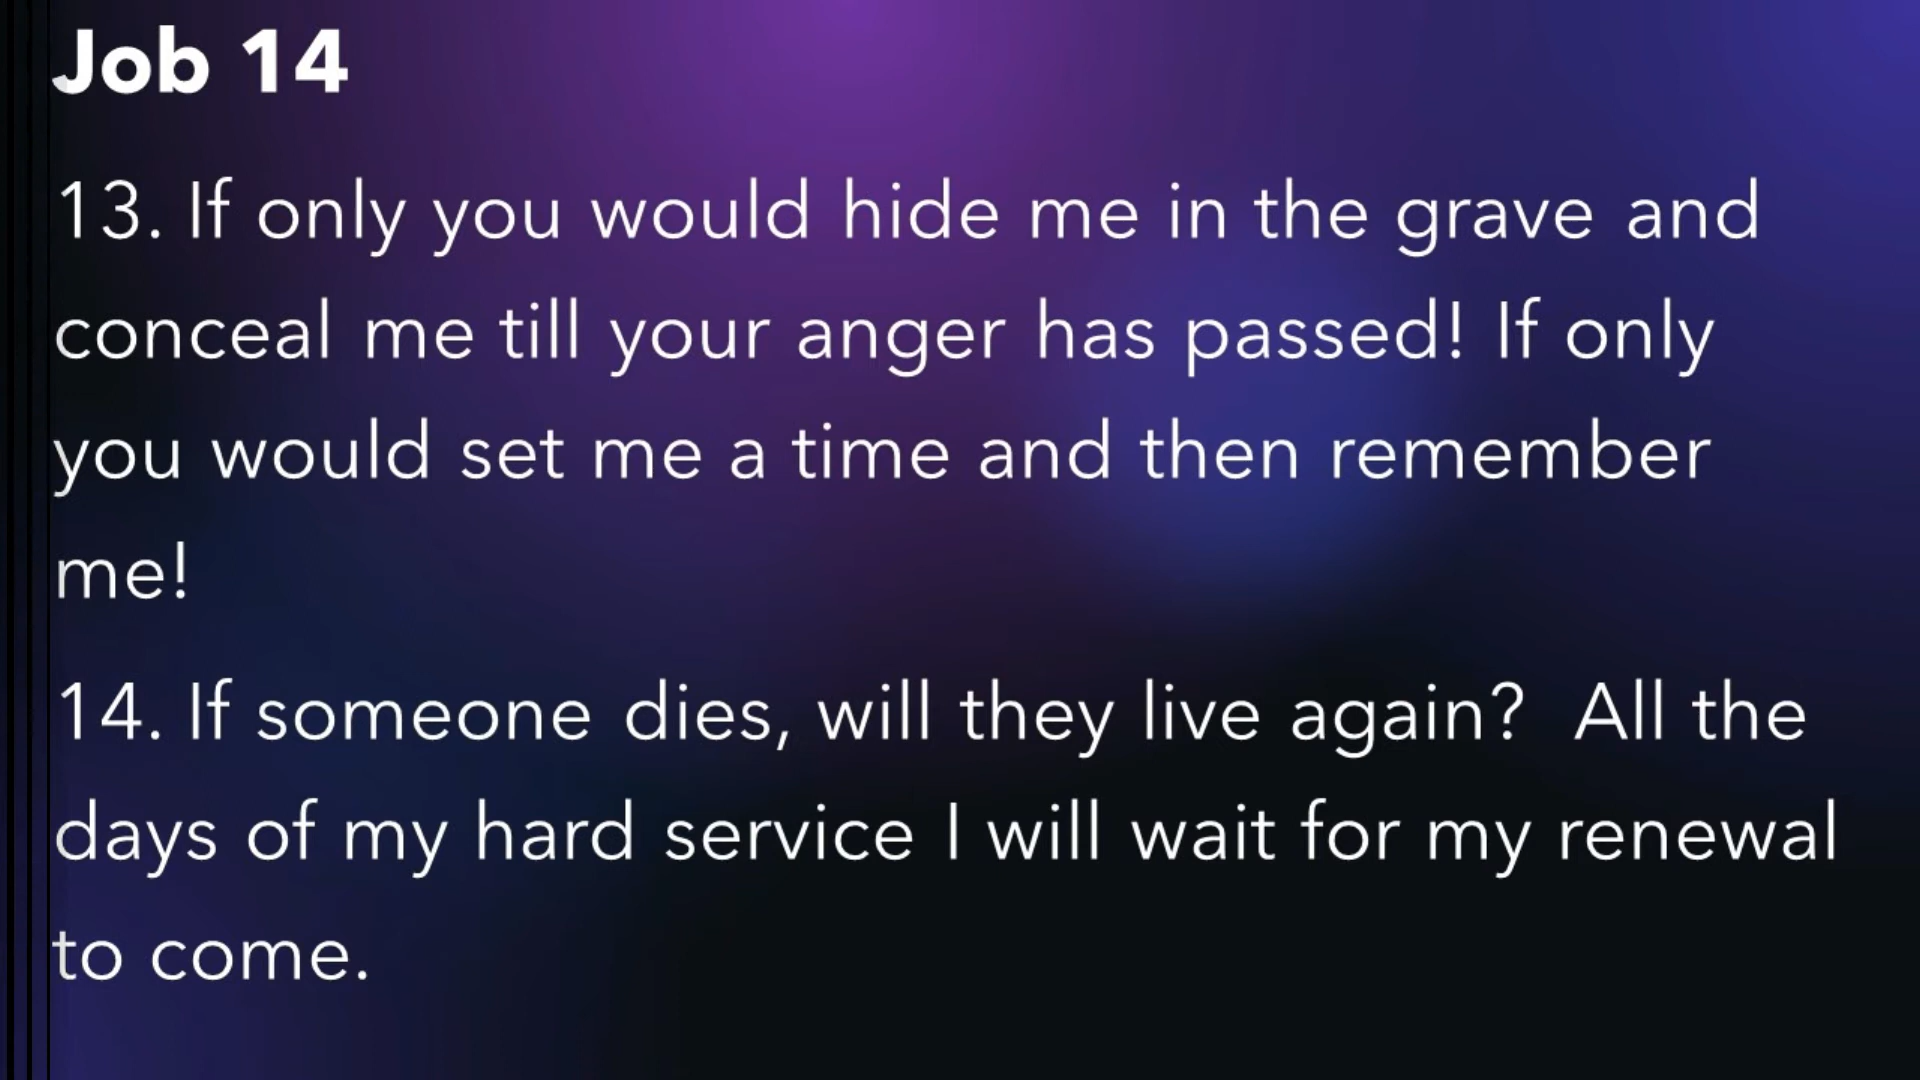 Job 14
13. If only you would hide me in the grave and
conceal me till your anger has passed! If only
you would set me a time and then remember
me!
14. If someone dies, will they live again?  All the
days of my hard service I will wait for my renewal
to come.